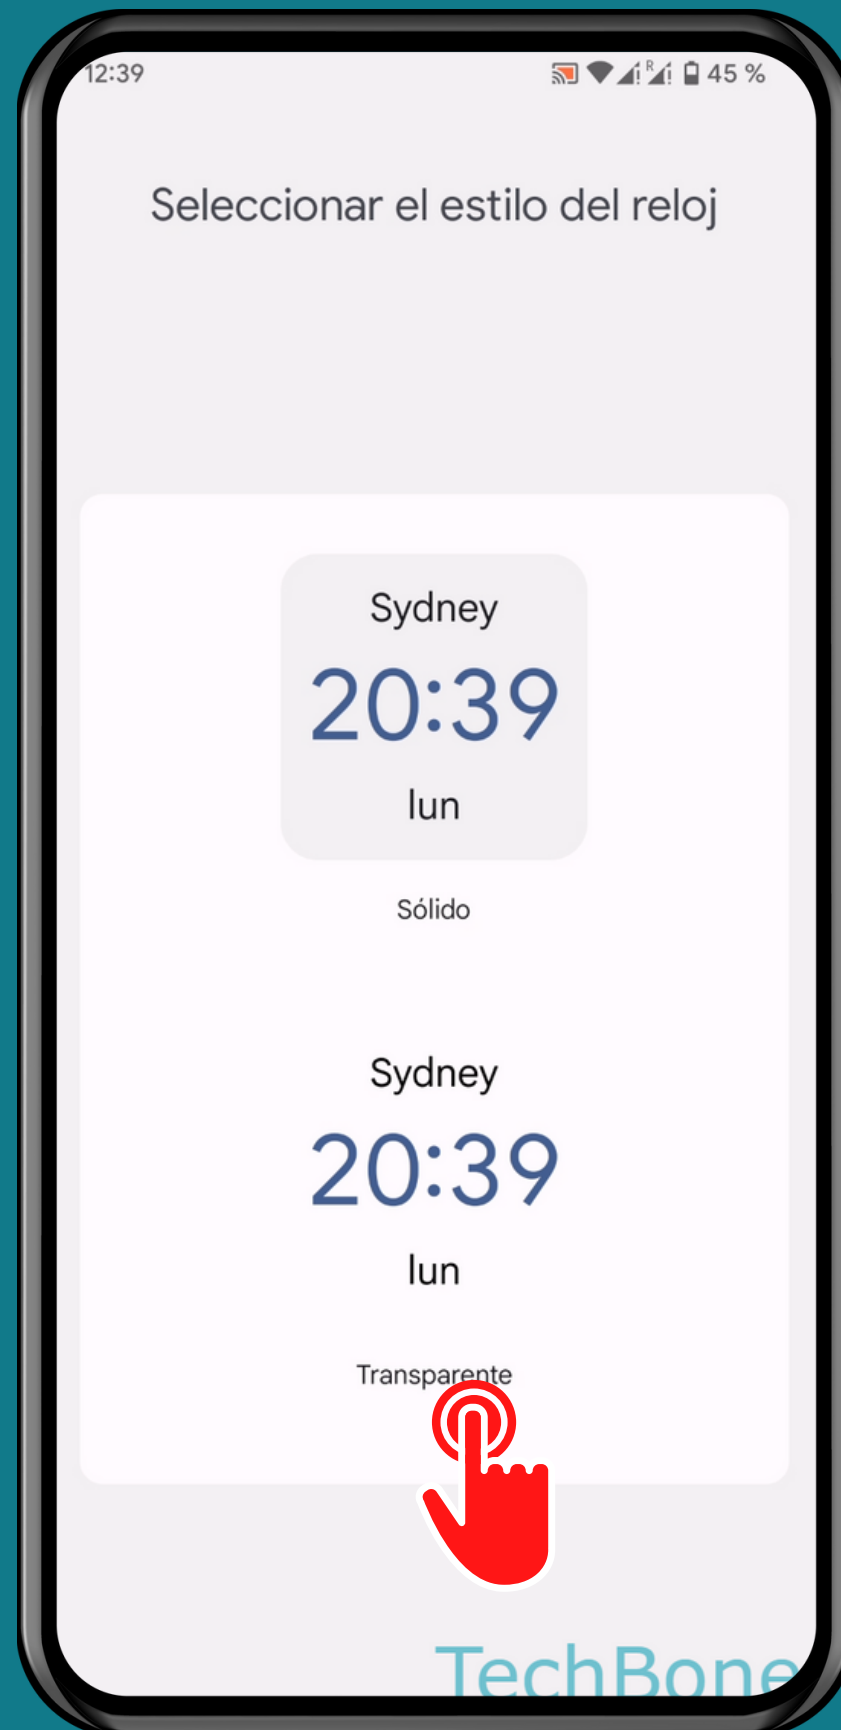 12:39 R 45 %
Seleccionar el estilo del reloj
Sydney
20:39
lun
Sólido
Sydney
20:39
lun
Transparente
TechBone